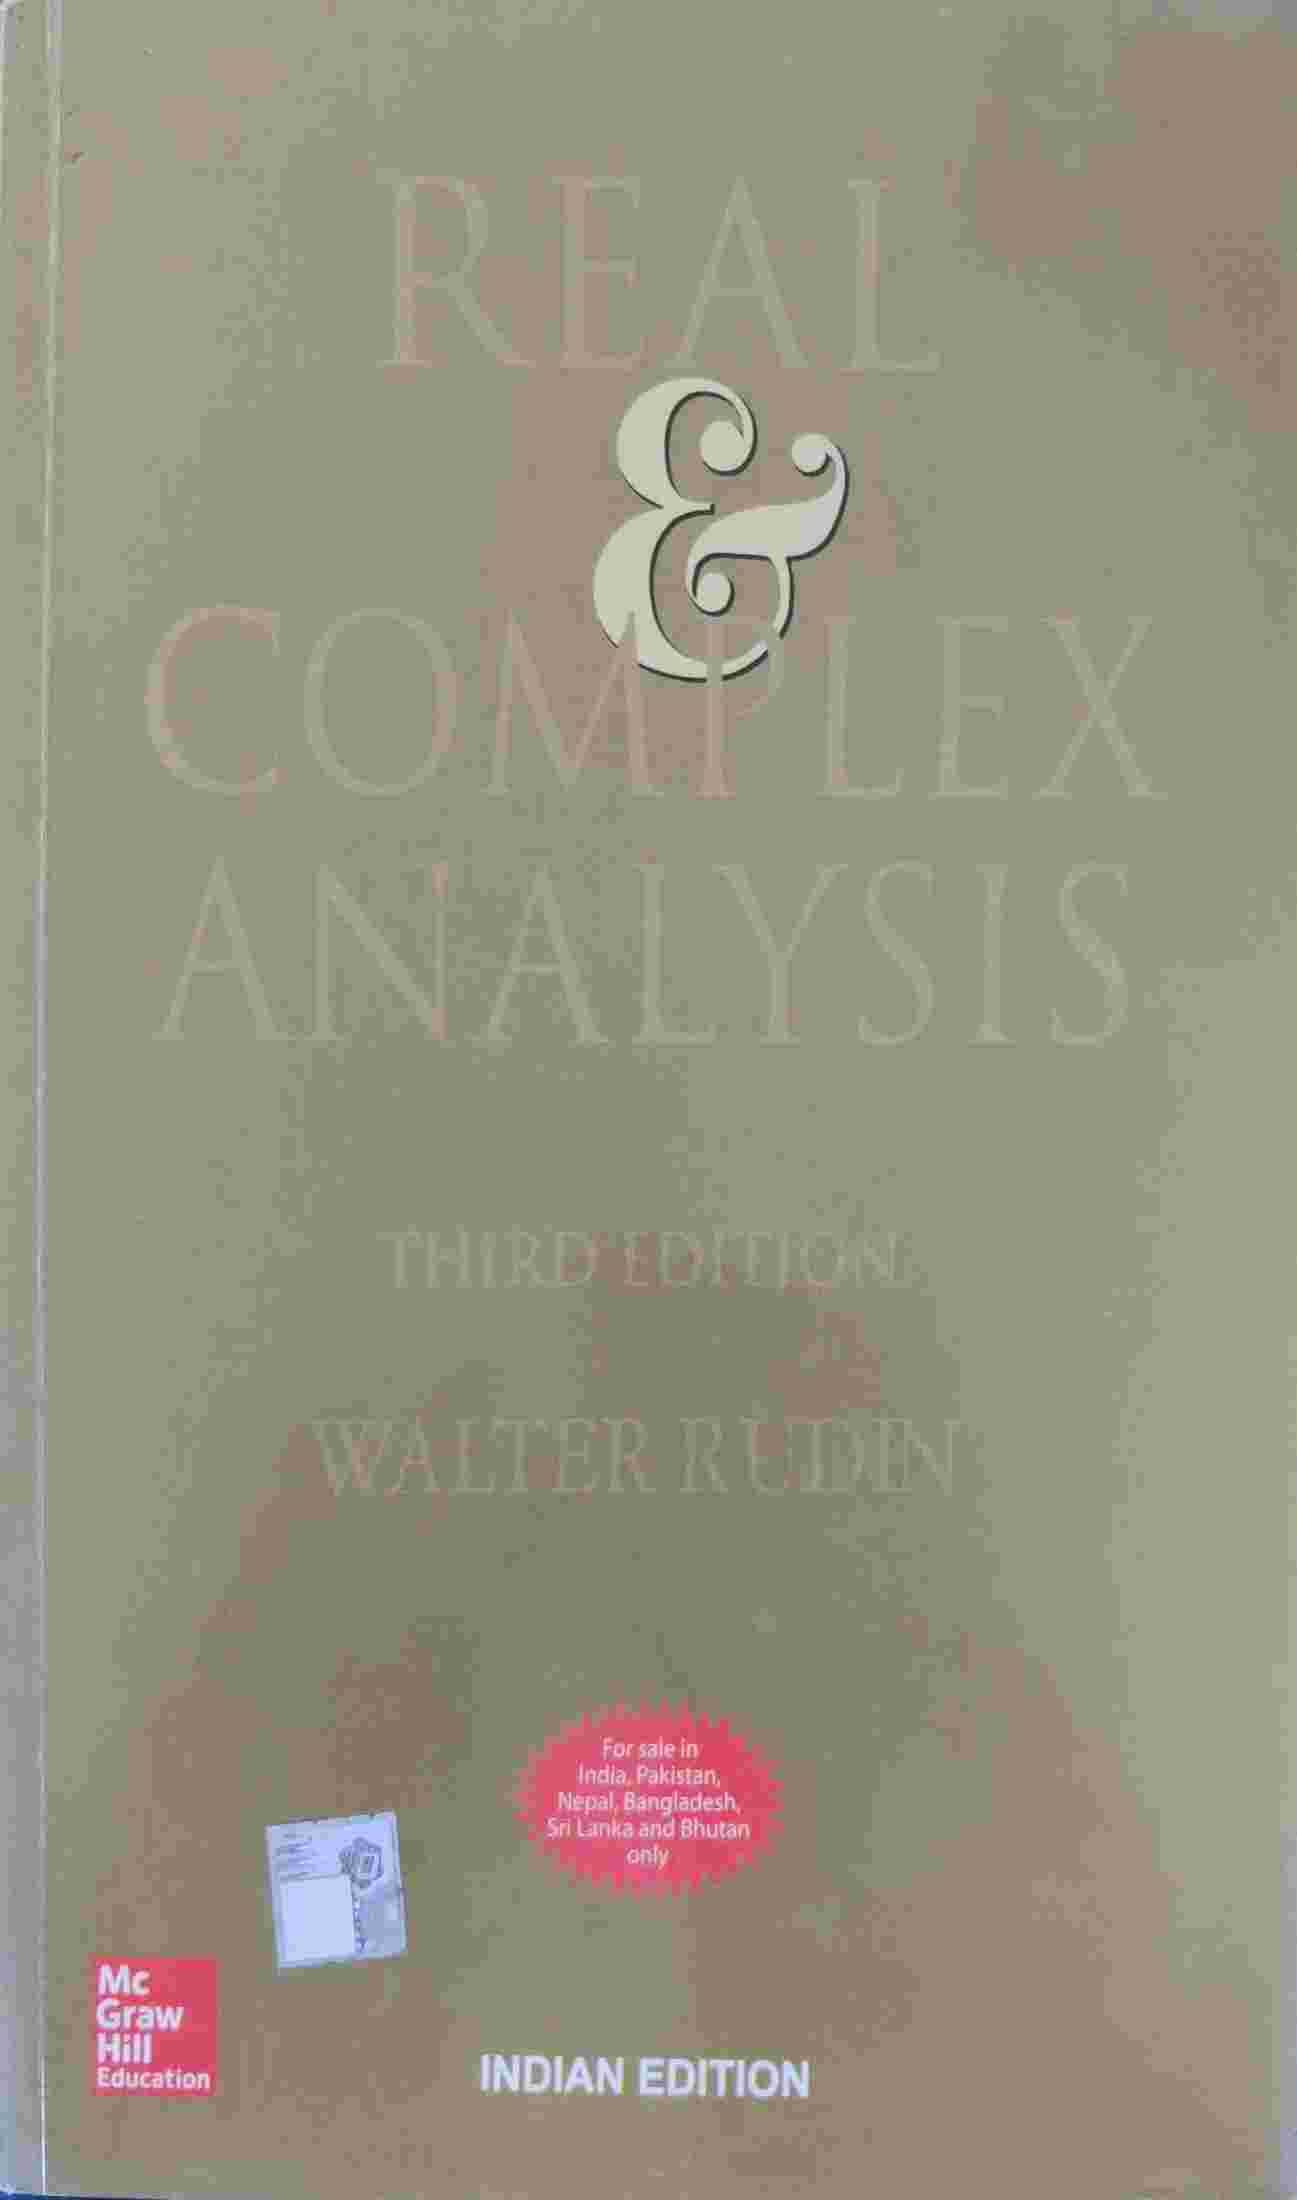 REAL
&
COMPLEX
ANALYSIS
THIRD EDITION
WALTER RUDIN
For sale in
India, Pakistan,
Nepal, Bangladesh,
Sri Lanka and Bhutan
only
Mc
Graw
Hill
Education
INDIAN EDITION